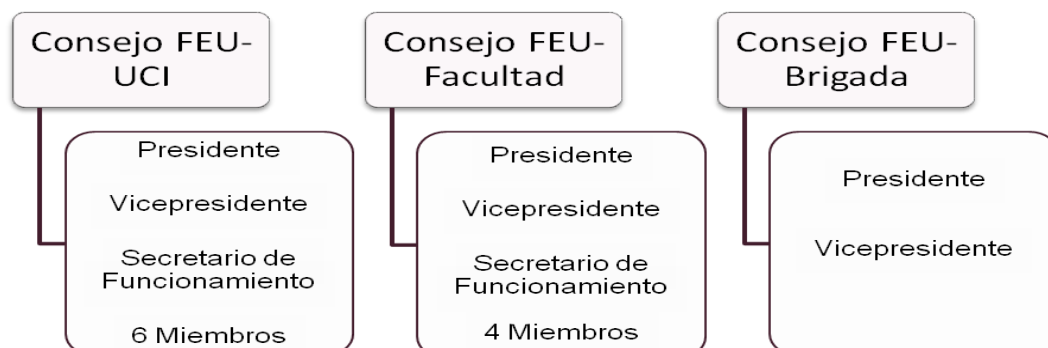 Consejo FEU-
UCI
Presidente
Vicepresidente
Secretario de
Funcionamiento
6 Miembros
Consejo FEU-
Facultad
Presidente
Vicepresidente
Secretario de
Funcionamiento
4 Miembros
Consejo FEU-
Brigada
Presidente
Vicepresidente